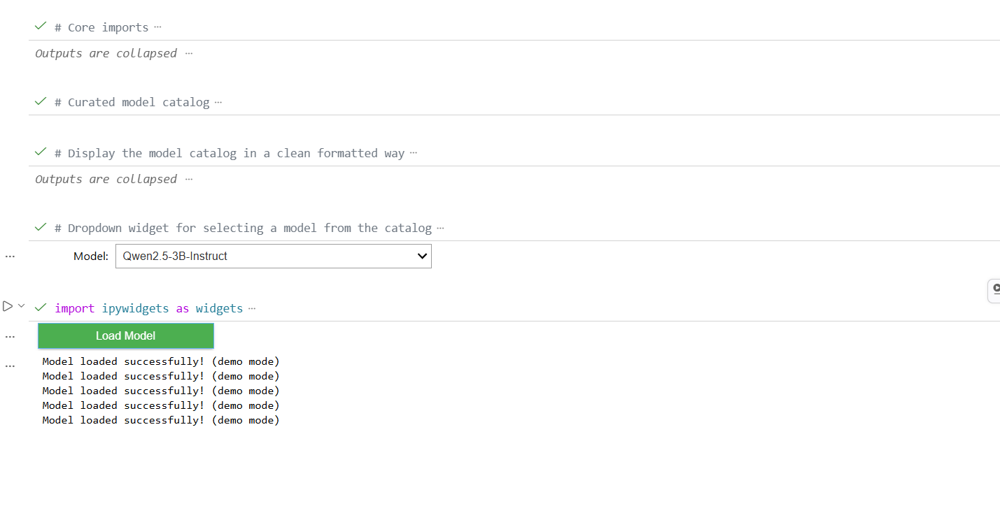 # Core imports ...
Outputs are collapsed ...
# Curated model catalog ...
# Display the model catalog in a clean formatted way ...
Outputs are collapsed ...
# Dropdown widget for selecting a model from the catalog ...
... Model: Qwen2.5-3B-Instruct
import ipywidgets as widgets ...
... Load Model
... Model loaded successfully! (demo mode)
Model loaded successfully! (demo mode)
Model loaded successfully! (demo mode)
Model loaded successfully! (demo mode)
Model loaded successfully! (demo mode)